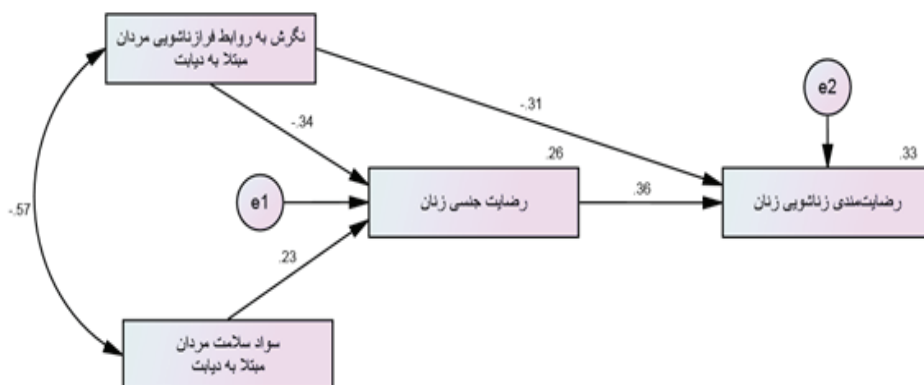 نگرش به روابط فرازناشویی مردان
مبتلا به دیابت
e2
-.31
-.34
.26
.33
رضایت جنسی زنان
.36
رضایت‌مندی زناشویی زنان
e1
-.57
.23
سواد سلامت مردان
مبتلا به دیابت